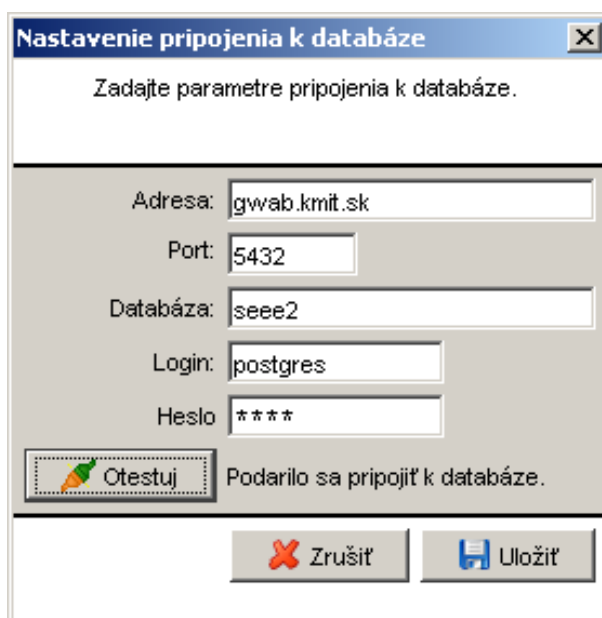 Nastavenie pripojenia k databáze
Zadajte parametre pripojenia k databáze.
Adresa: gwab.kmit.sk
Port: 5432
Databáza: seee2
Login: postgres
Heslo ****
Otestuj Podarilo sa pripojiť k databáze.
Zrušiť Uložiť